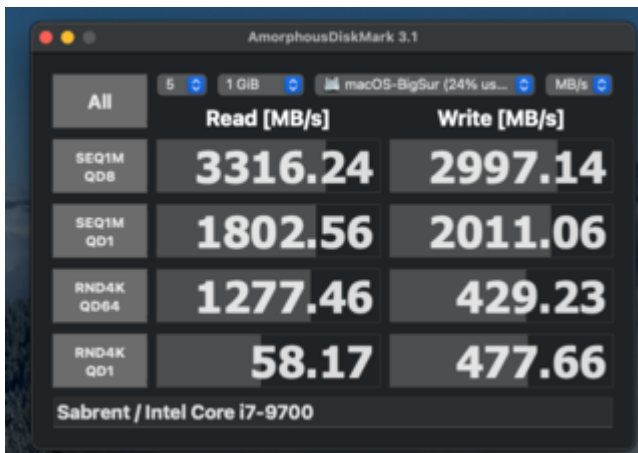 AmorphousDiskMark 3.1
All
5 1 GiB macOS-BigSur (24% us... MB/s
Read [MB/s] Write [MB/s]
SEQ1M
QD8
3316.24 2997.14
SEQ1M
QD1
1802.56 2011.06
RND4K
QD64
1277.46 429.23
RND4K
QD1
58.17 477.66
Sabrent / Intel Core i7-9700